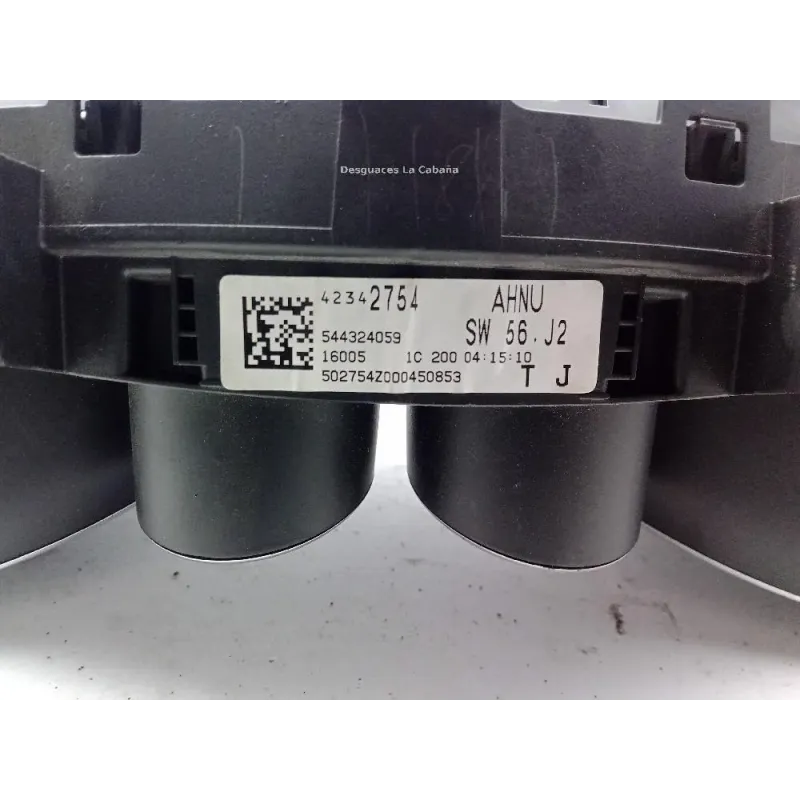 Desguaces La Cabaña
42342754 AHNU
544324059 SW 56.J2
16005 1C 200 04:15:10
502754Z000450853 T J